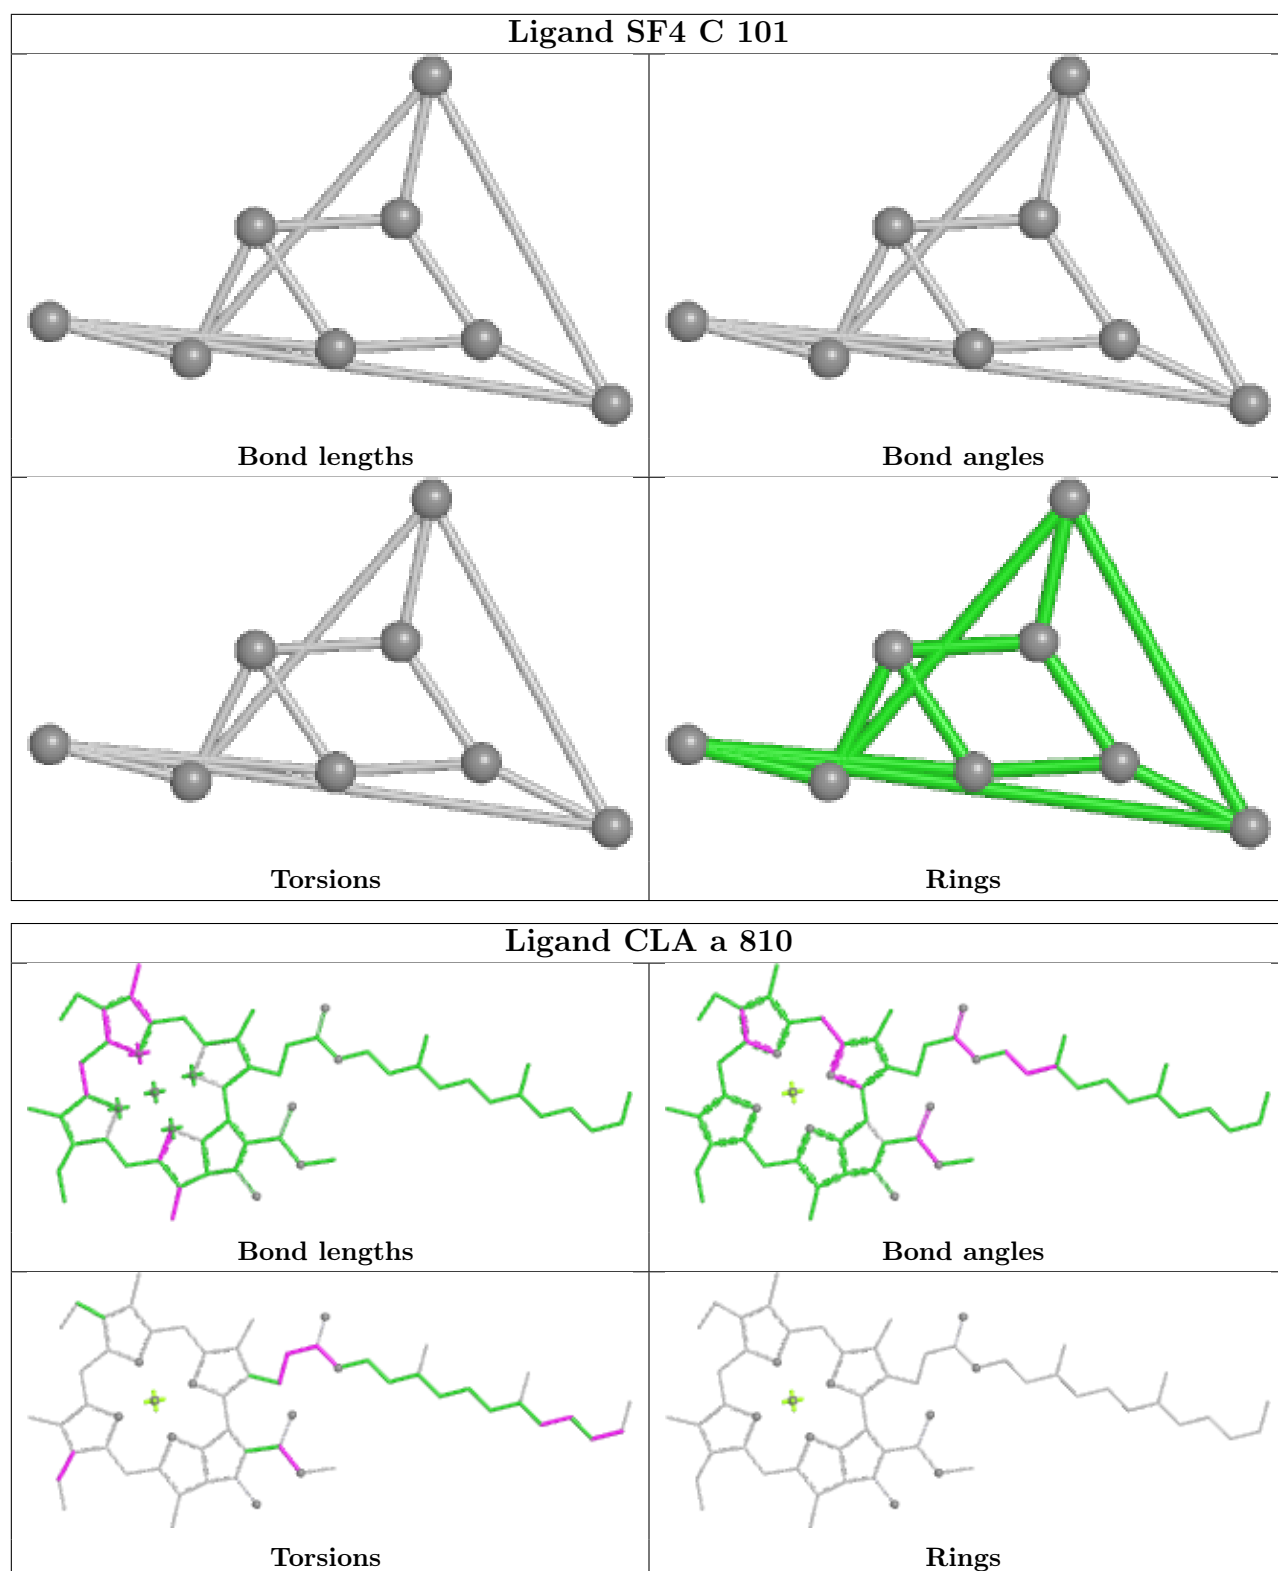 Ligand SF4 C 101
Bond lengths
Bond angles
Torsions
Rings
Ligand CLA a 810
Bond lengths
Bond angles
Torsions
Rings